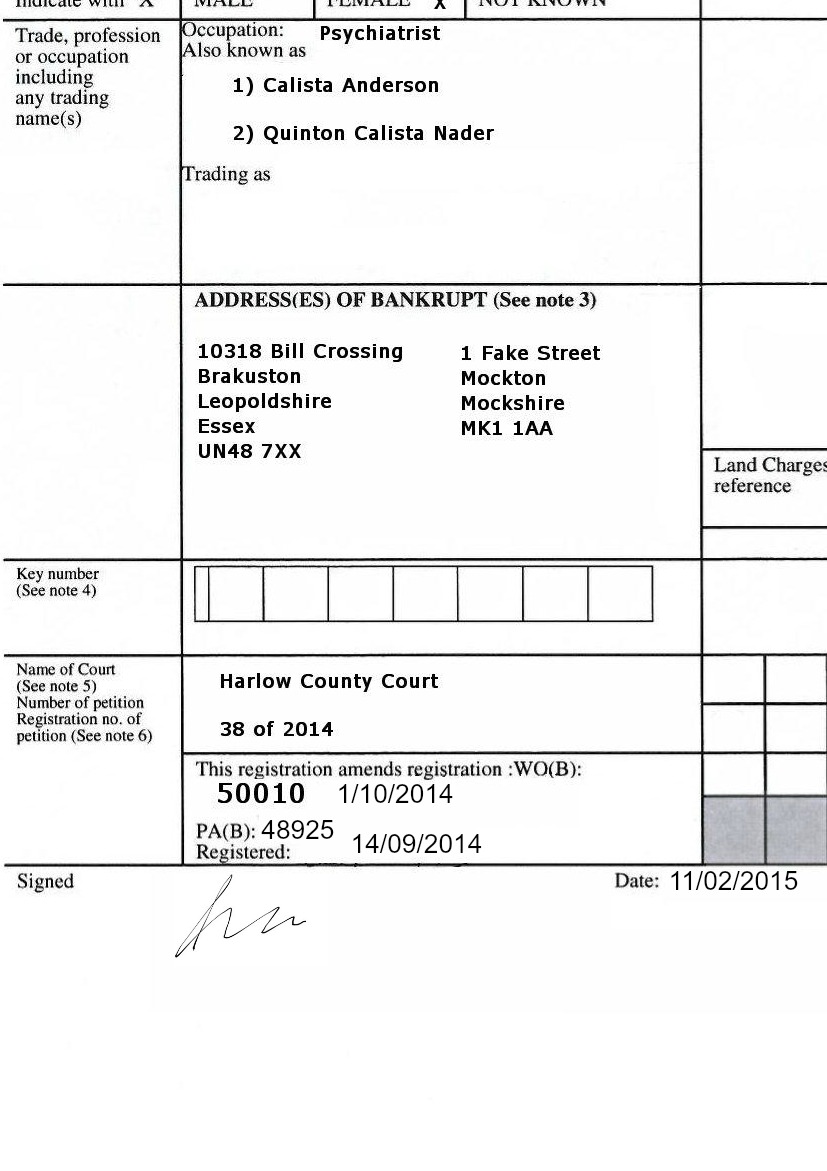 Indicate with "X" MALE FEMALE X NOT KNOWN
Trade, profession
or occupation
including
any trading
name(s)
Occupation: Psychiatrist
Also known as
1) Calista Anderson
2) Quinton Calista Nader
Trading as
ADDRESS(ES) OF BANKRUPT (See note 3)
10318 Bill Crossing
Brakuston
Leopoldshire
Essex
UN48 7XX
1 Fake Street
Mockton
Mockshire
MK1 1AA
Land Charges
reference
Key number
(See note 4)
Name of Court
(See note 5)
Number of petition
Registration no. of
petition (See note 6)
Harlow County Court
38 of 2014
This registration amends registration :WO(B):
50010 1/10/2014
PA(B): 48925
Registered: 14/09/2014
Signed
Date: 11/02/2015